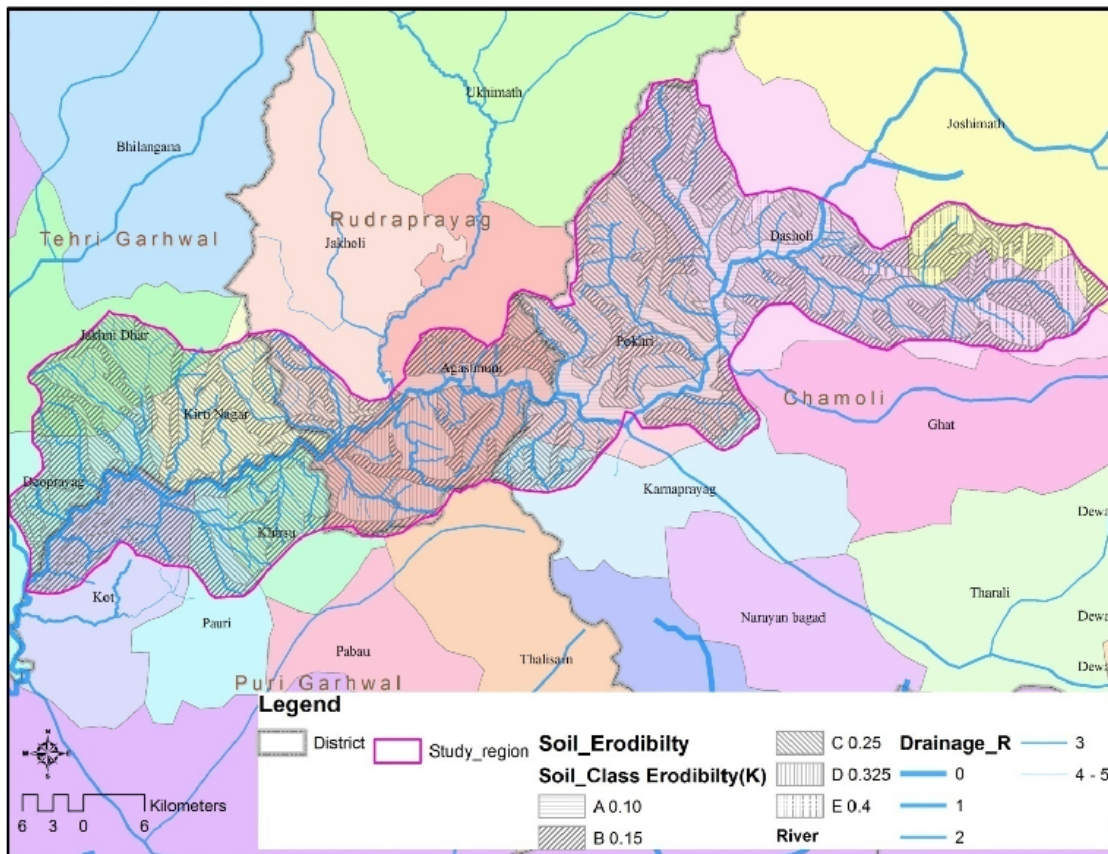 Ukhimath
Joshimath
Bhilangana
Rudraprayag
Tehri Garhwal
Jakholi
Dasholi
Jakhni Dhar
Pokari
Agastmuni
Chamoli
Kirti Nagar
Ghat
Deoprayag
Karnaprayag
Khirsu
Dewa
Kot
Tharali
Pauri
Narayan bagad
Dewa
Pabau
Thalisain
Dewa
Puri Garhwal
Legend
District
Study_region
Soil_Erodibilty
Soil_Class Erodibilty(K)
A 0.10
B 0.15
C 0.25
D 0.325
E 0.4
River
Drainage_R
0
1
2
3
4 - 5
N
S
Kilometers
6 3 0 6